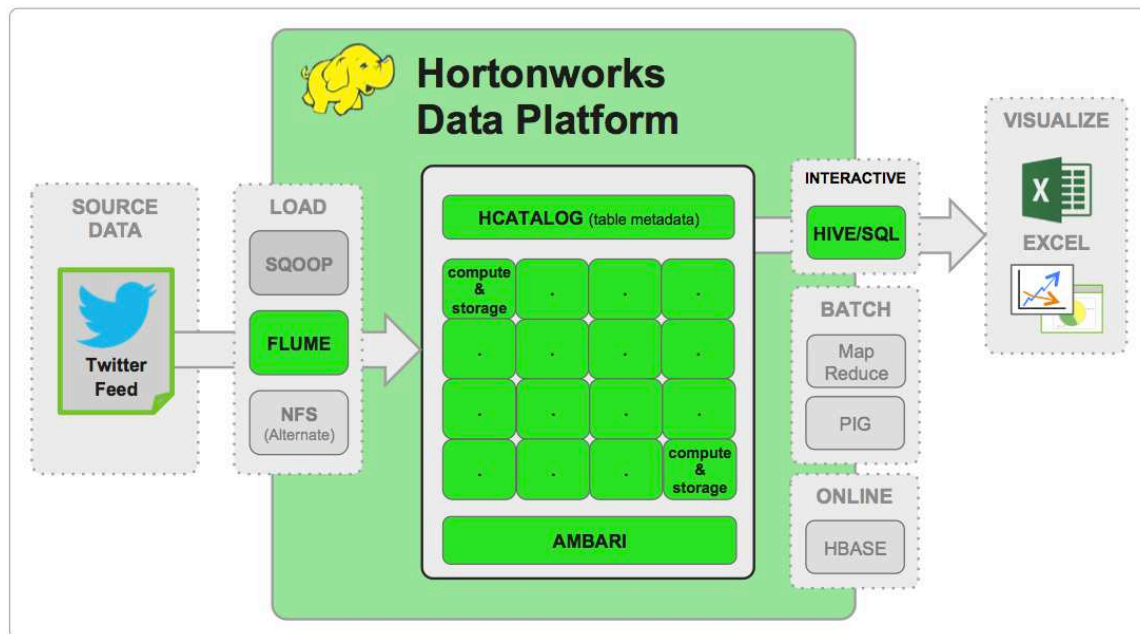 Hortonworks
Data Platform
SOURCE
DATA
Twitter
Feed
LOAD
SQOOP
FLUME
NFS
(Alternate)
HCATALOG (table metadata)
compute
&
storage
. . .
. . . .
. . . .
. . .
compute
&
storage
AMBARI
INTERACTIVE
HIVE/SQL
BATCH
Map
Reduce
PIG
ONLINE
HBASE
VISUALIZE
X
EXCEL